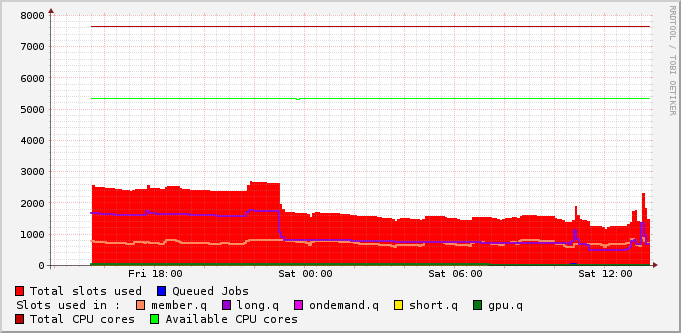 8000
7000
6000
5000
4000
3000
2000
1000
0
Fri 18:00 Sat 00:00 Sat 06:00 Sat 12:00
RRDTOOL / TOBI OETIKER
Total slots used Queued Jobs
Slots used in : member.q long.q ondemand.q short.q gpu.q
Total CPU cores Available CPU cores